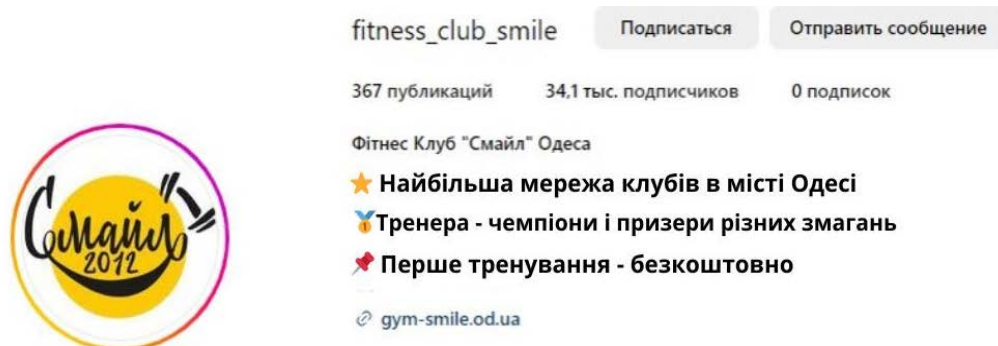 fitness_club_smile Подписаться Отправить сообщение
367 публикаций 34,1 тыс. подписчиков 0 подписок
Фітнес Клуб "Смайл" Одеса
Найбільша мережа клубів в місті Одесі
Тренера - чемпіони і призери різних змагань
Перше тренування - безкоштовно
gym-smile.od.ua
Смайл
2012